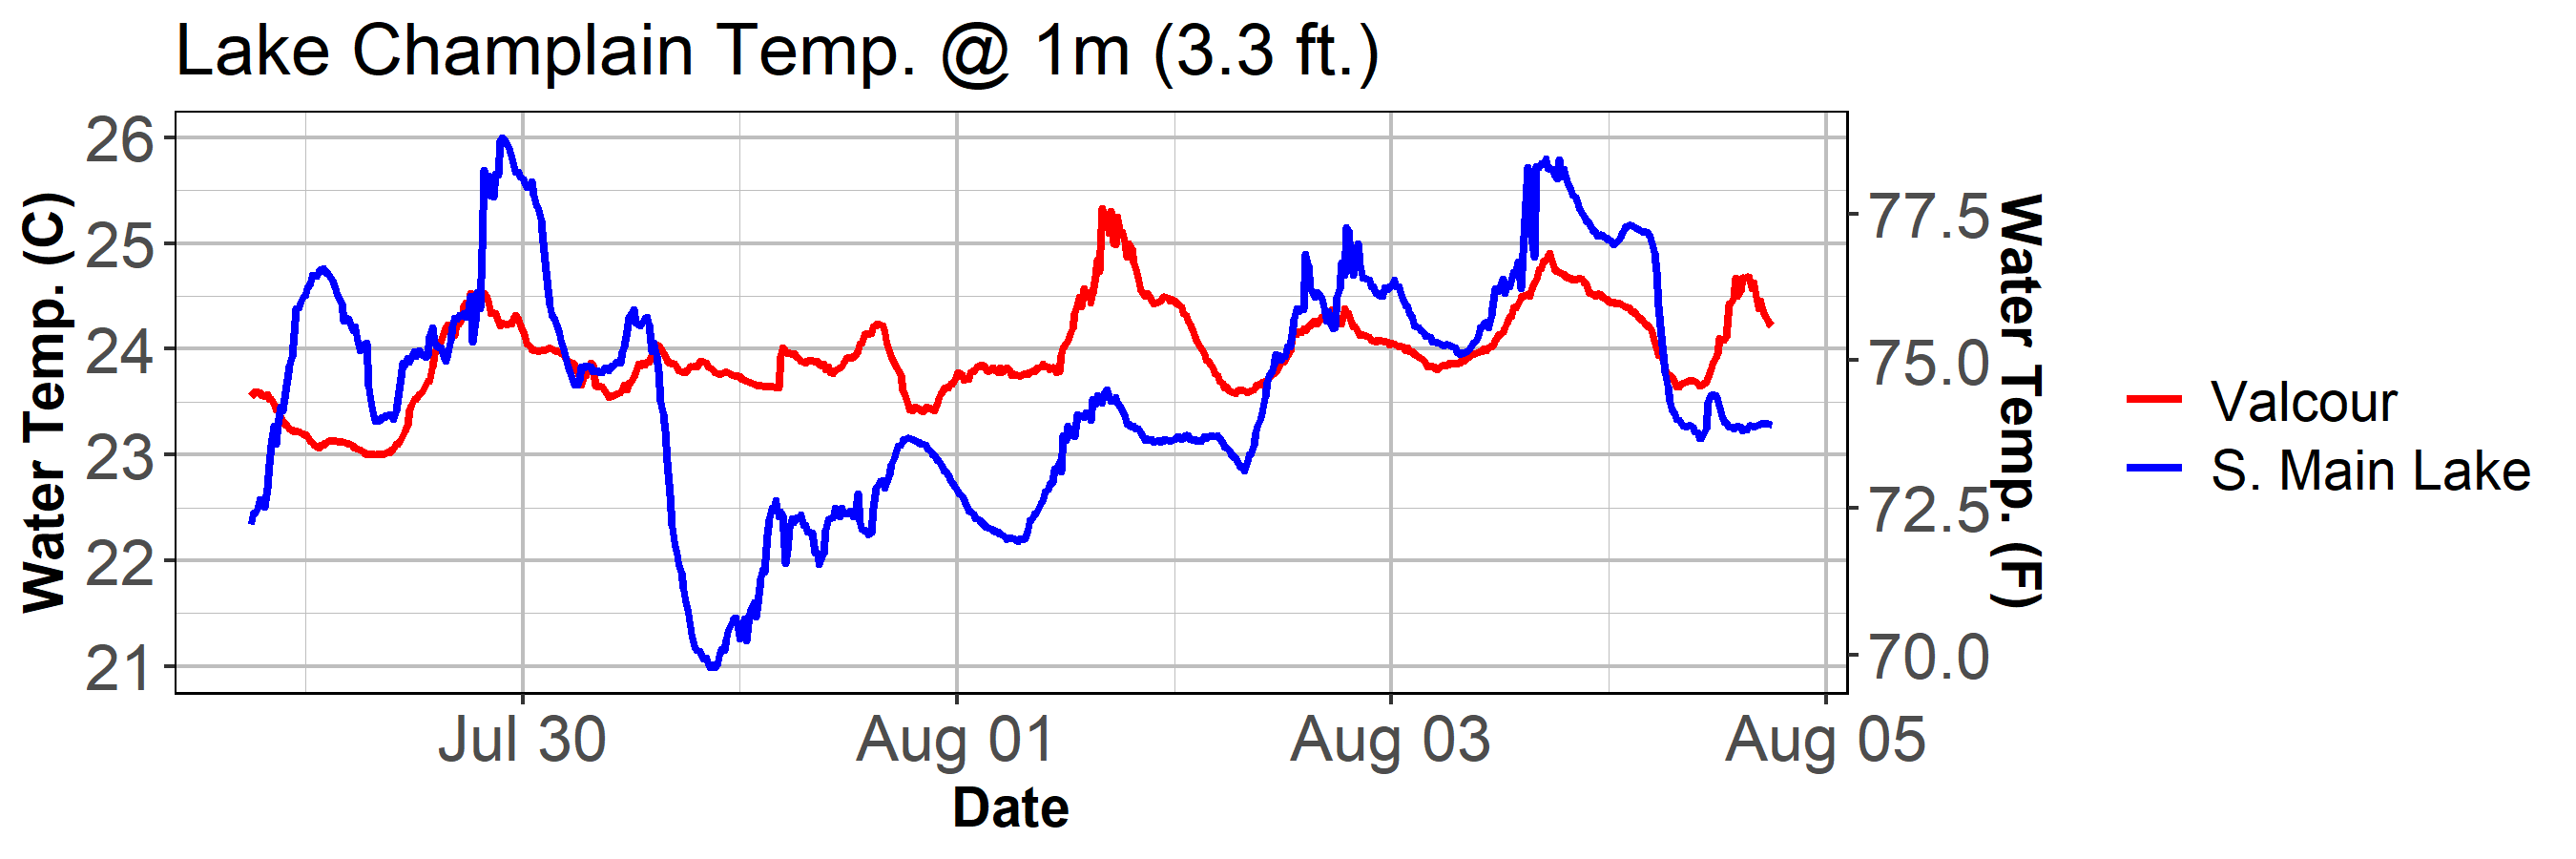 Lake Champlain Temp. @ 1m (3.3 ft.)
Water Temp. (C)
26
25
24
23
22
21
77.5
75.0
72.5
70.0
Water Temp. (F)
Jul 30
Aug 01
Aug 03
Aug 05
Date
Valcour
S. Main Lake